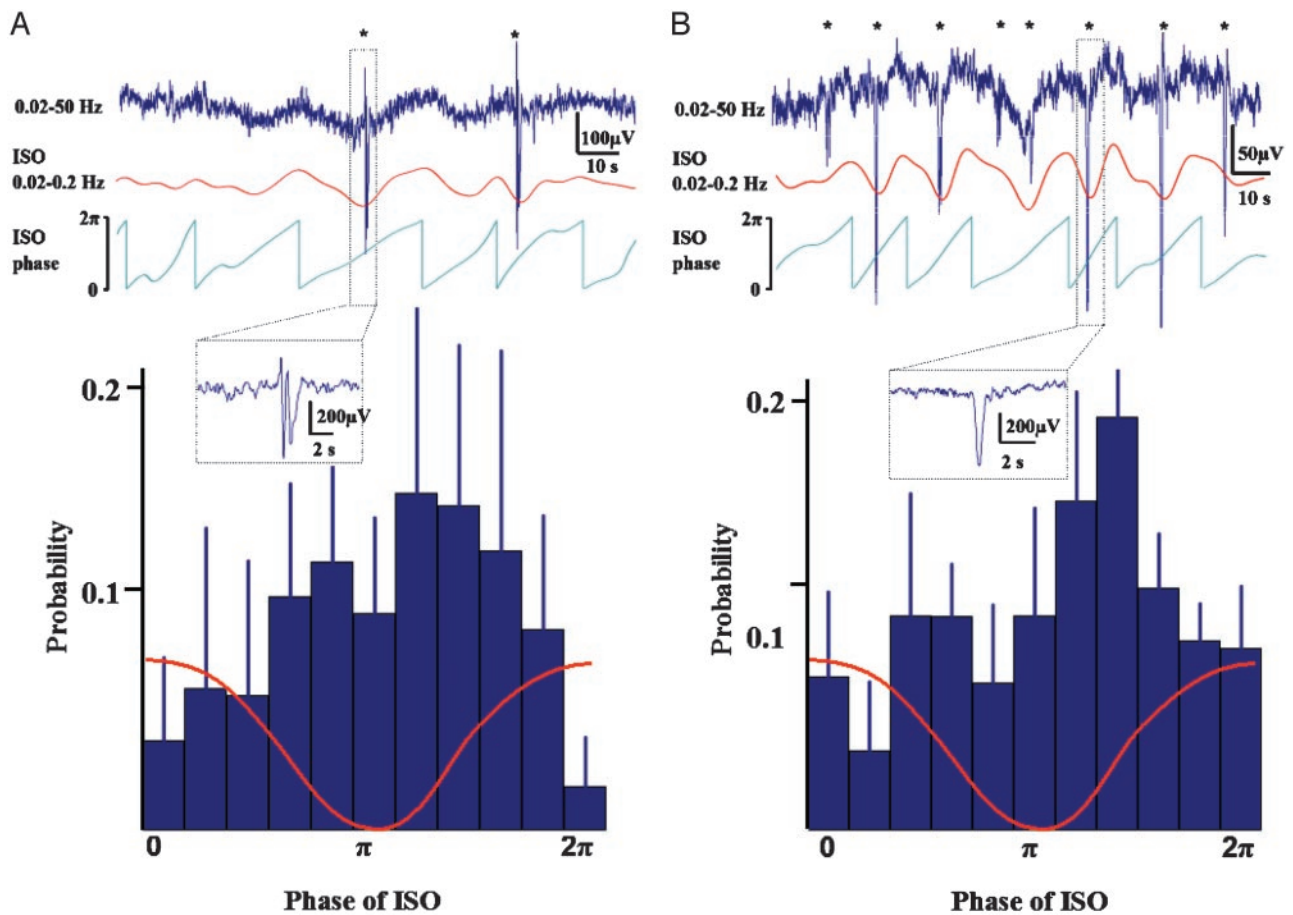 A
* *
0.02-50 Hz
100μV
10 s
ISO
0.02-0.2 Hz
2π
ISO
phase
0
200μV
2 s
0.2
0.1
Probability
0 π 2π
Phase of ISO
B
* * * * * * * *
0.02-50 Hz
50μV
10 s
ISO
0.02-0.2 Hz
2π
ISO
phase
0
200μV
2 s
0.2
0.1
Probability
0 π 2π
Phase of ISO